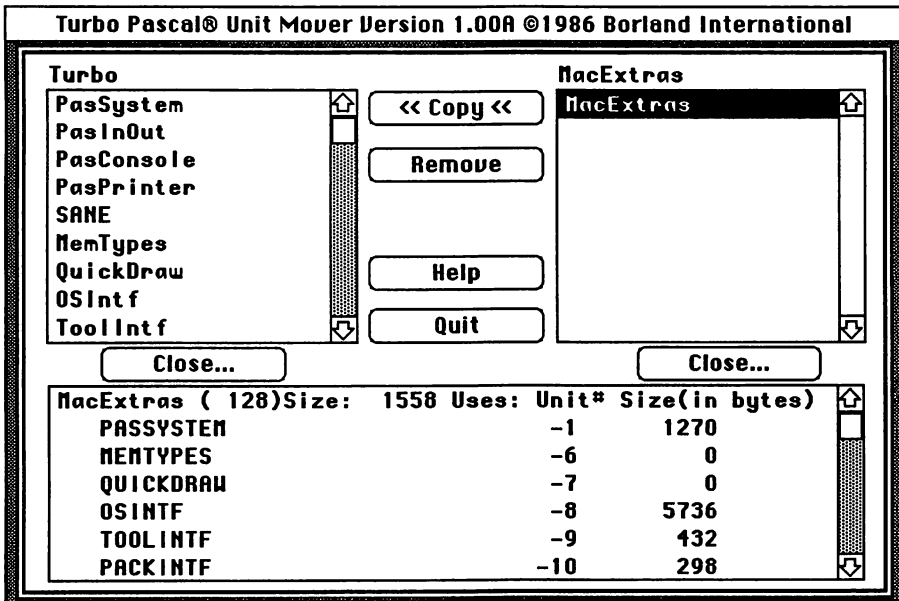 Turbo Pascal® Unit Mover Version 1.00A ©1986 Borland International
Turbo
PasSystem
PasInOut
PasConsole
PasPrinter
SANE
MemTypes
QuickDraw
OSIntf
ToolIntf
Close...
<< Copy <<
Remove
Help
Quit
MacExtras
MacExtras
Close...
MacExtras ( 128)Size: 1558 Uses: Unit# Size(in bytes)
PASSYSTEM -1 1270
MEMTYPES -6 0
QUICKDRAW -7 0
OSINTF -8 5736
TOOLINTF -9 432
PACKINTF -10 298